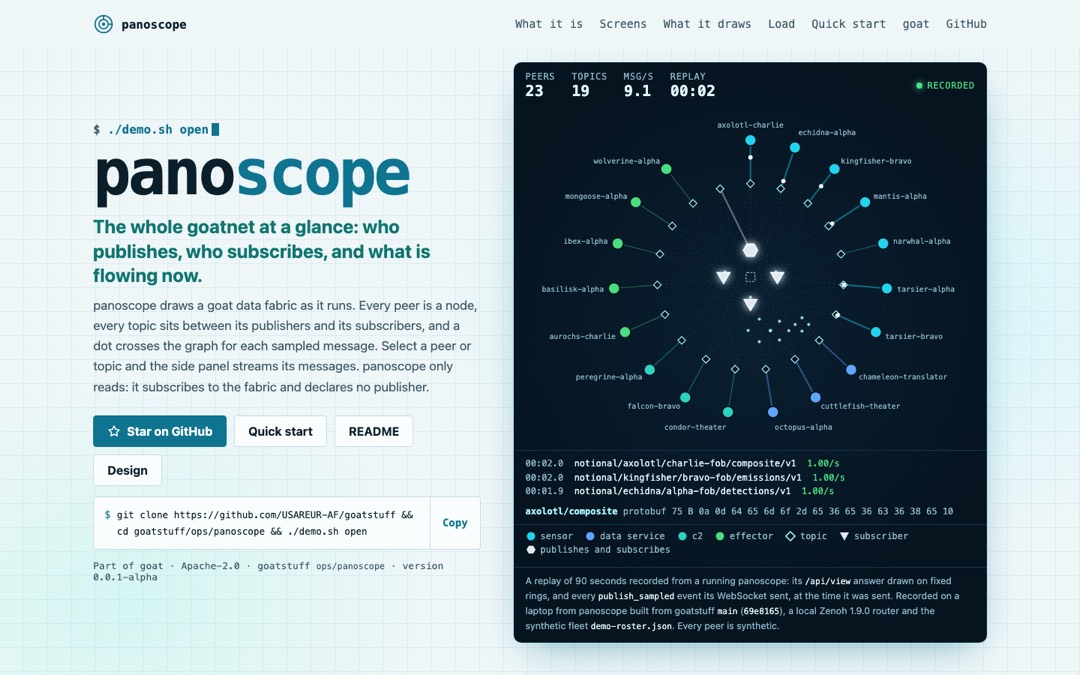 panoscope
What it is Screens What it draws Load Quick start goat GitHub
$ ./demo.sh open
panoscope
The whole goatnet at a glance: who
publishes, who subscribes, and what is
flowing now.
panoscope draws a goat data fabric as it runs. Every peer is a node,
every topic sits between its publishers and its subscribers, and a
dot crosses the graph for each sampled message. Select a peer or
topic and the side panel streams its messages. panoscope only
reads: it subscribes to the fabric and declares no publisher.
Star on GitHub Quick start README
Design
$ git clone https://github.com/USAREUR-AF/goatstuff &&
cd goatstuff/ops/panoscope && ./demo.sh open
Copy
Part of goat · Apache-2.0 · goatstuff ops/panoscope · version
0.0.1-alpha
PEERS TOPICS MSG/S REPLAY
23 19 9.1 00:02
RECORDED
axolotl-charlie
echidna-alpha
wolverine-alpha
kingfisher-bravo
mongoose-alpha
mantis-alpha
ibex-alpha
narwhal-alpha
basilisk-alpha
tarsier-alpha
aurochs-charlie
tarsier-bravo
peregrine-alpha
chameleon-translator
falcon-bravo
cuttlefish-theater
condor-theater
octopus-alpha
00:02.0 notional/axolotl/charlie-fob/composite/v1 1.00/s
00:02.0 notional/kingfisher/bravo-fob/emissions/v1 1.00/s
00:01.9 notional/echidna/alpha-fob/detections/v1 1.00/s
axolotl/composite protobuf 75 B 0a 0d 64 65 6d 6f 2d 65 36 65 36 63 36 38 65 10
sensor data service c2 effector topic subscriber
publishes and subscribes
A replay of 90 seconds recorded from a running panoscope: its /api/view answer drawn on fixed
rings, and every publish_sampled event its WebSocket sent, at the time it was sent. Recorded on a
laptop from panoscope built from goatstuff main (69e8165), a local Zenoh 1.9.0 router and the
synthetic fleet demo-roster.json. Every peer is synthetic.